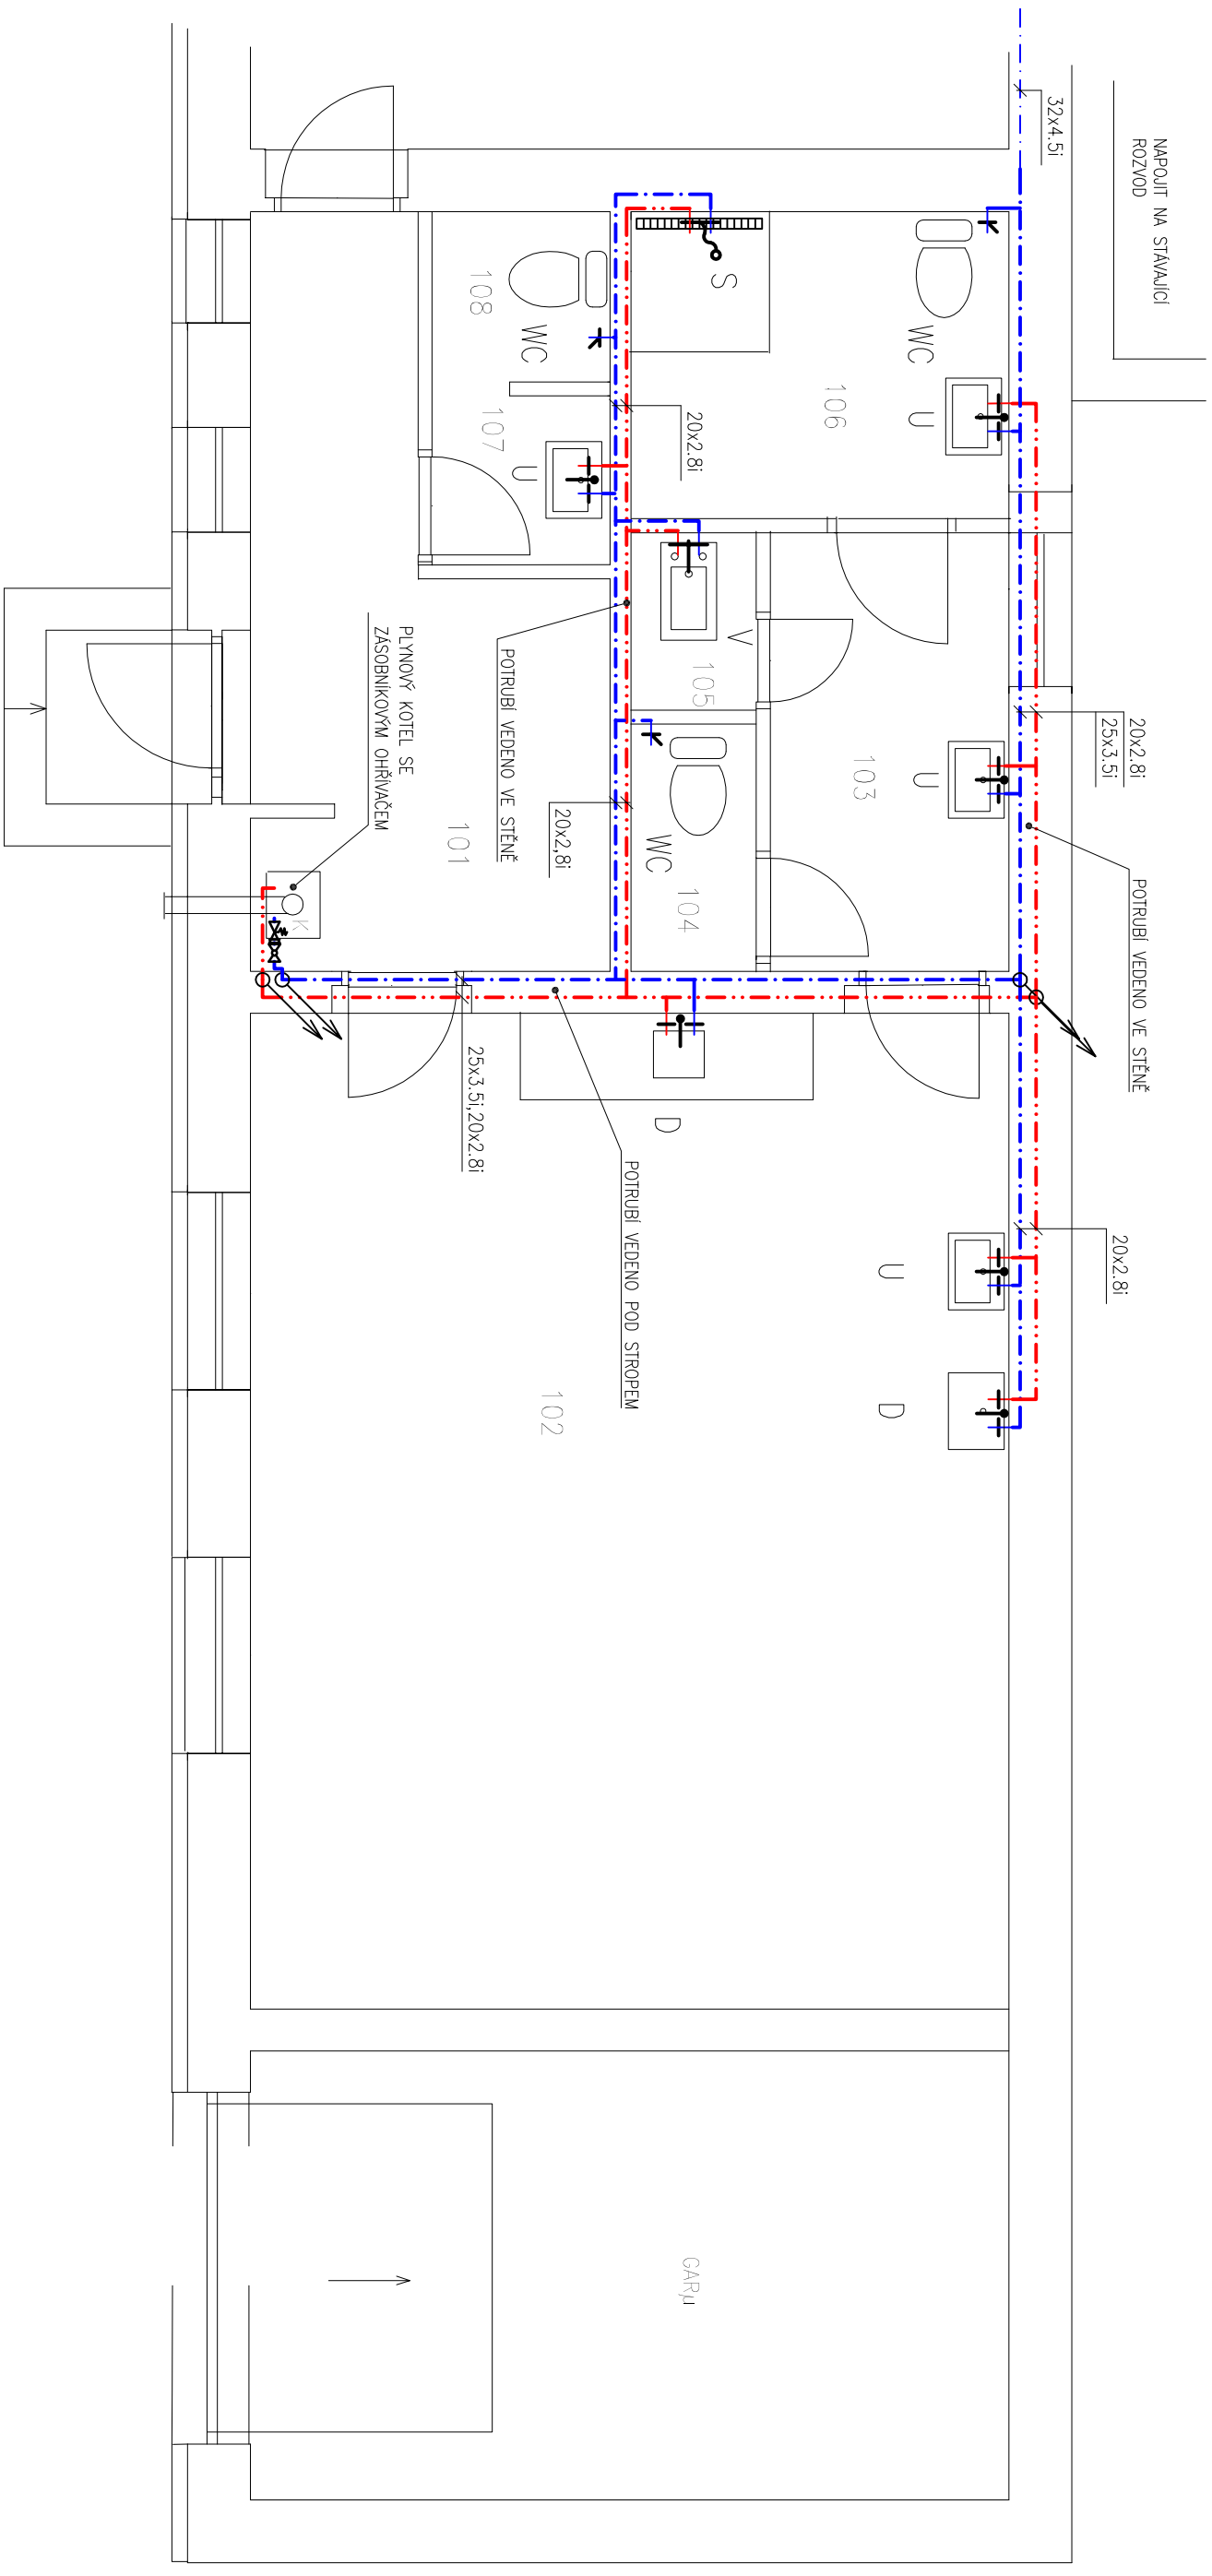 NAPOJIT NA STÁVAJÍCÍ
ROZVOD
32x4.5i
20x2.8i
25x3.5i
POTRUBÍ VEDENO VE STĚNĚ
20x2.8i
WC
U
106
S
20x2.8i
108
WC
107
U
V
105
U
103
WC
104
POTRUBÍ VEDENO VE STĚNĚ
20x2,8i
101
PLYNOVÝ KOTEL SE
ZÁSOBNÍKOVÝM OHŘÍVAČEM
K
25x3.5i,20x2.8i
D
POTRUBÍ VEDENO POD STROPEM
U
D
102
GARµ